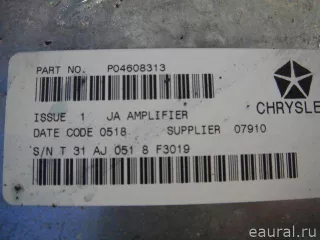 PART NO. P04608313
CHRYSLE
ISSUE 1 JA AMPLIFIER
DATE CODE 0518 SUPPLIER 07910
S/N T 31 AJ 051 8 F3019
eaural.ru